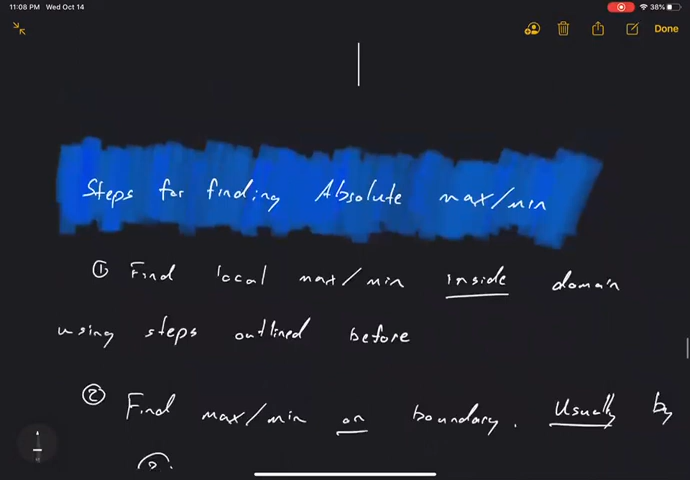 11:08 PM Wed Oct 14
38%
Done
Steps for finding Absolute max/min
① Find local max/min inside domain
using steps outlined before
② Find max/min on boundary. Usually by